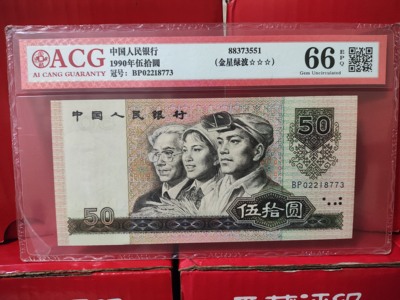 ACG
AI CANG GUARANTY
中国人民银行
1990年伍拾圆
冠号: BP02218773
88373551
(金星绿波☆☆☆)
66 EPQ
Gem Uncirculated
中国人民银行
50
BP02218773
50
伍拾圆